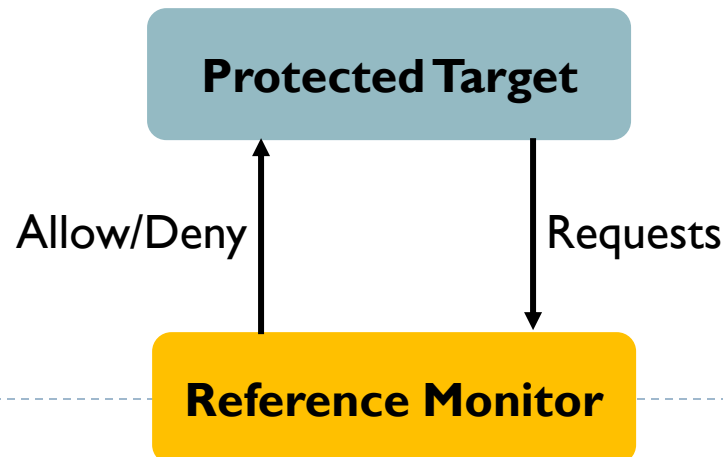 Protected Target
Allow/Deny
Requests
Reference Monitor